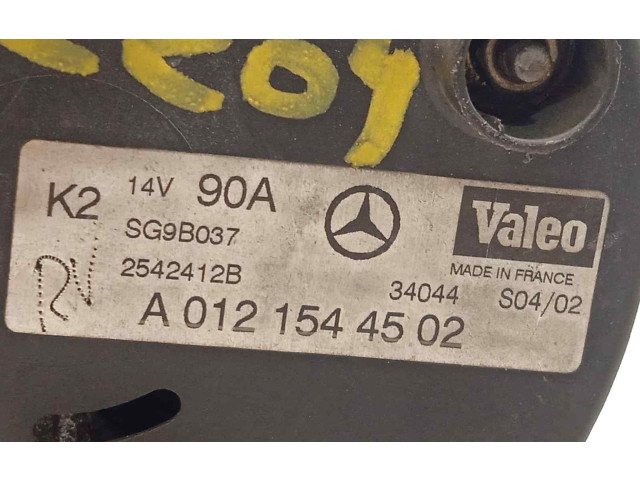 K2 14V 90A
SG9B037
2542412B
A 012 154 45 02
Valeo
MADE IN FRANCE
34044 S04/02